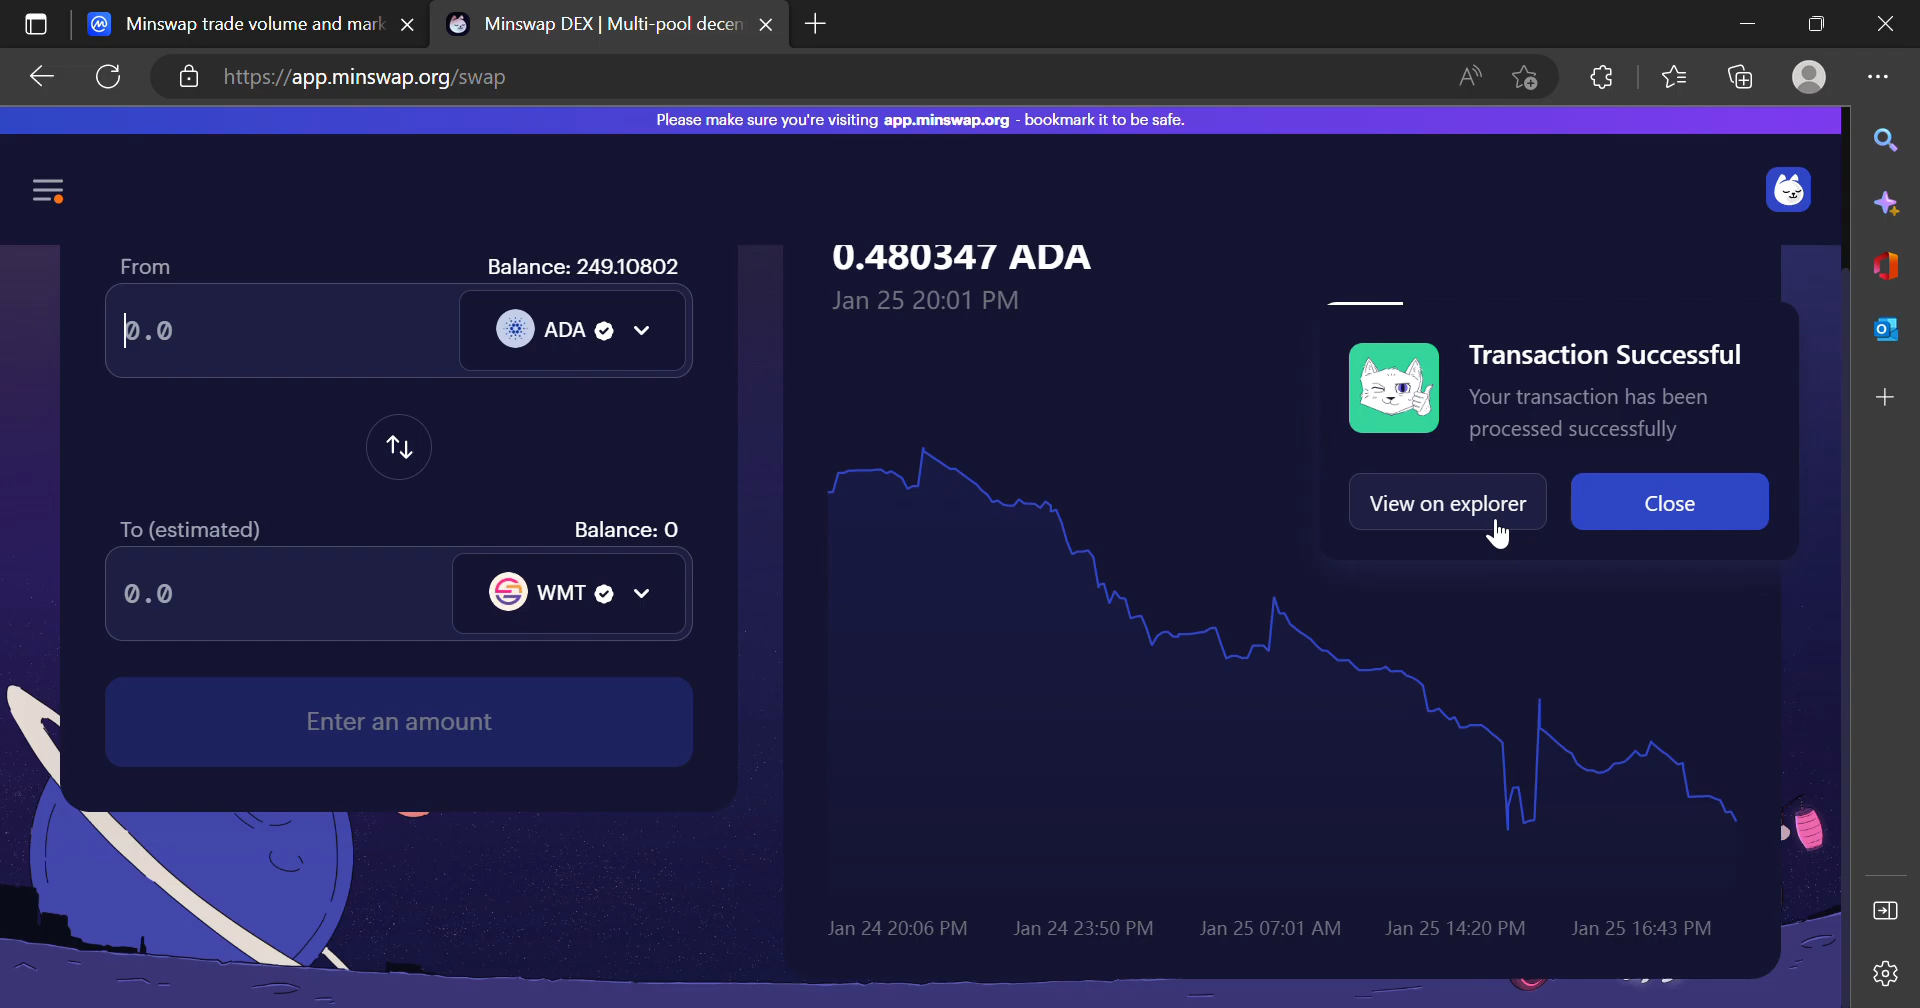 Minswap trade volume and mark
Minswap DEX | Multi-pool decen
https://app.minswap.org/swap
Please make sure you're visiting app.minswap.org - bookmark it to be safe.
From
Balance: 249.10802
0.0
ADA
To (estimated)
Balance: 0
0.0
WMT
Enter an amount
0.480347 ADA
Jan 25 20:01 PM
Transaction Successful
Your transaction has been
processed successfully
View on explorer
Close
Jan 24 20:06 PM
Jan 24 23:50 PM
Jan 25 07:01 AM
Jan 25 14:20 PM
Jan 25 16:43 PM